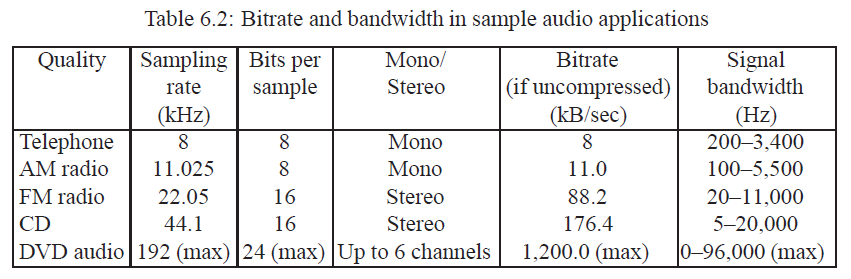 Table 6.2: Bitrate and bandwidth in sample audio applications
Quality Sampling Bits per Mono/ Bitrate Signal
rate sample Stereo (if uncompressed) bandwidth
(kHz) (kB/sec) (Hz)
Telephone 8 8 Mono 8 200–3,400
AM radio 11.025 8 Mono 11.0 100–5,500
FM radio 22.05 16 Stereo 88.2 20–11,000
CD 44.1 16 Stereo 176.4 5–20,000
DVD audio 192 (max) 24 (max) Up to 6 channels 1,200.0 (max) 0–96,000 (max)